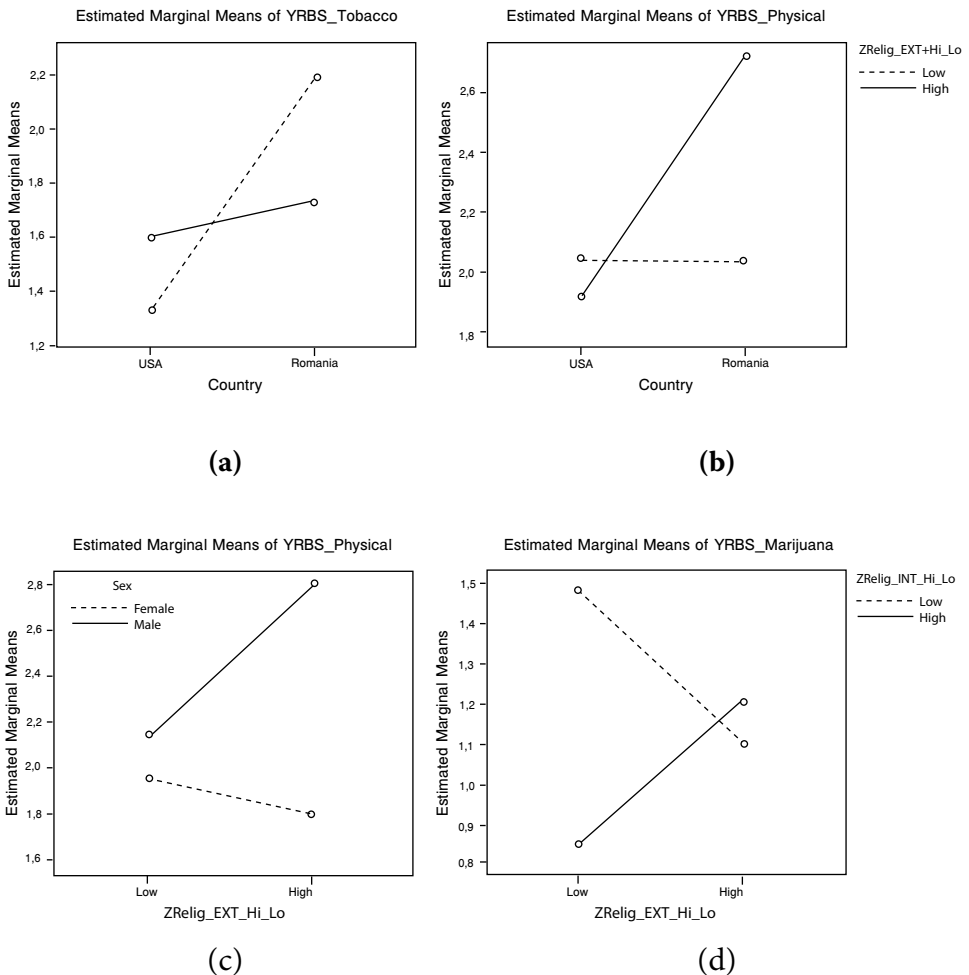 Estimated Marginal Means of YRBS_Tobacco
Estimated Marginal Means
2,2
2,0
1,8
1,6
1,4
1,2
USA
Romania
Country
(a)
Estimated Marginal Means of YRBS_Physical
Estimated Marginal Means
2,6
2,4
2,2
2,0
1,8
USA
Romania
Country
ZRelig_EXT+Hi_Lo
Low
High
(b)
Estimated Marginal Means of YRBS_Physical
Estimated Marginal Means
2,8
2,6
2,4
2,2
2,0
1,8
1,6
Sex
Female
Male
Low
High
ZRelig_EXT_Hi_Lo
(c)
Estimated Marginal Means of YRBS_Marijuana
Estimated Marginal Means
1,5
1,4
1,3
1,2
1,1
1,0
0,9
0,8
Low
High
ZRelig_EXT_Hi_Lo
ZRelig_INT_Hi_Lo
Low
High
(d)